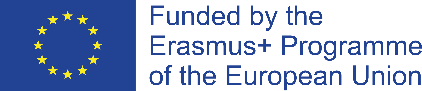 Funded by the
Erasmus+ Programme
of the European Union